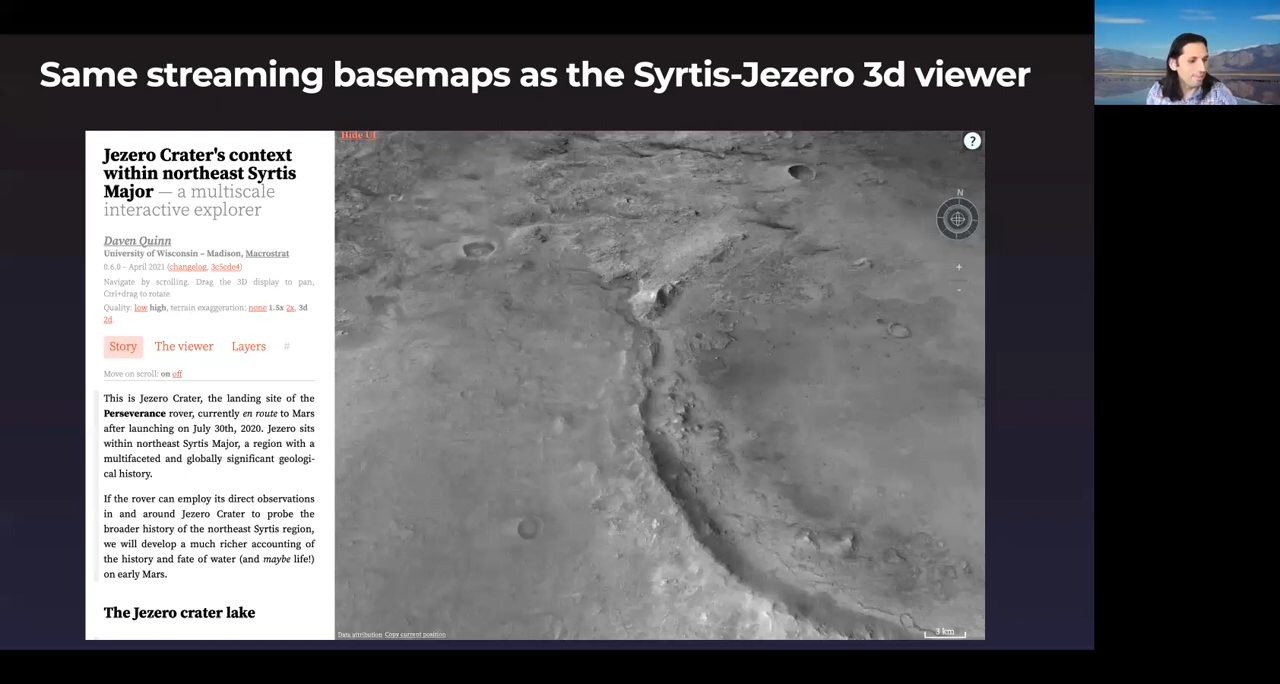 Same streaming basemaps as the Syrtis-Jezero 3d viewer
Jezero Crater's context
within northeast Syrtis
Major — a multiscale
interactive explorer
Daven Quinn
University of Wisconsin – Madison, Macrostrat
0.6.0 – April 2021 (changelog, 3c5cde4)
Navigate by scrolling. Drag the 3D display to pan,
Ctrl+drag to rotate.
Quality: low high, terrain exaggeration: none 1.5x 2x, 3d
2d.
Story The viewer Layers #
Move on scroll: on off
This is Jezero Crater, the landing site of the
Perseverance rover, currently en route to Mars
after launching on July 30th, 2020. Jezero sits
within northeast Syrtis Major, a region with a
multifaceted and globally significant geologi-
cal history.
If the rover can employ its direct observations
in and around Jezero Crater to probe the
broader history of the northeast Syrtis region,
we will develop a much richer accounting of
the history and fate of water (and maybe life!)
on early Mars.
The Jezero crater lake
Hide UI
?
N
+
-
Data attribution Copy current position
3 km